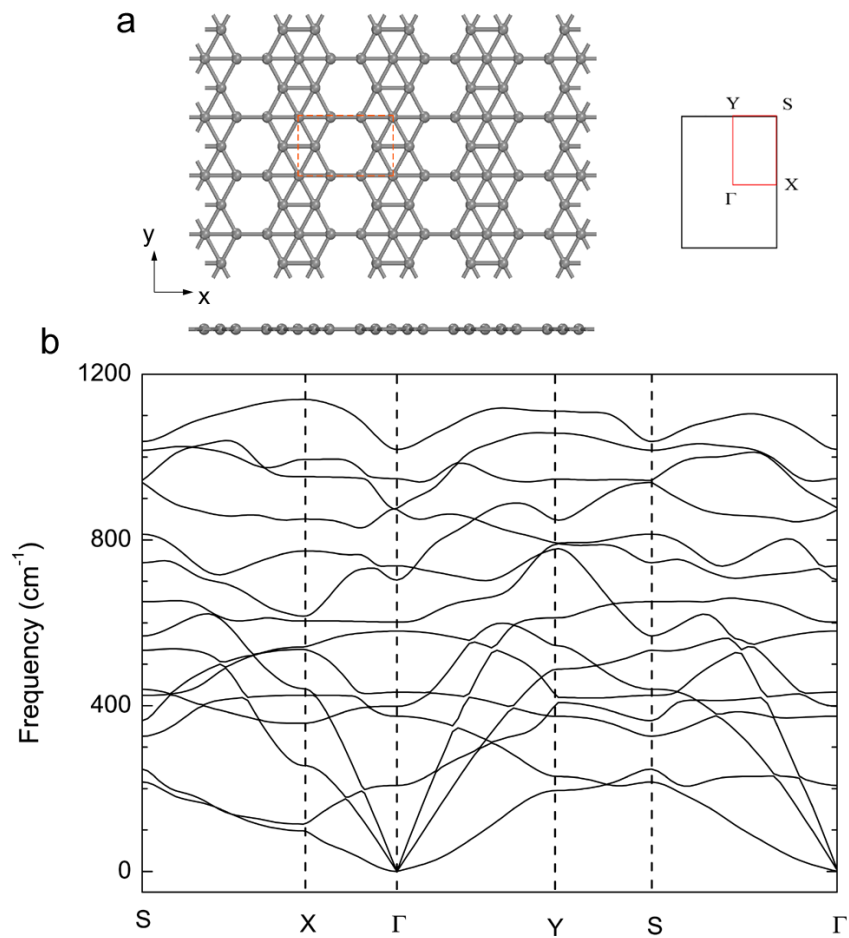 a
Y S
Γ X
y
x
b
1200
800
400
0
Frequency (cm⁻¹)
S X Γ Y S Γ